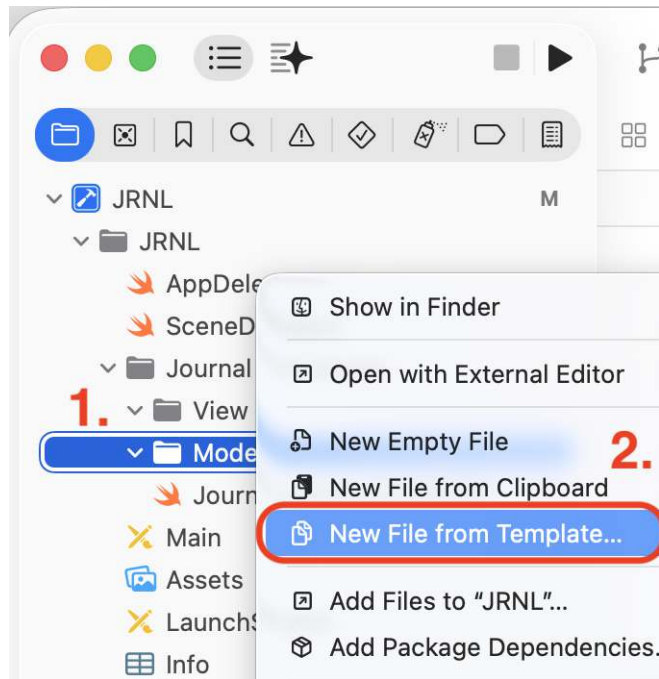 JRNL M
JRNL
AppDele
SceneD
Show in Finder
Journal
Open with External Editor
1.
View
New Empty File
2.
Mode
New File from Clipboard
Journ
New File from Template...
Main
Assets
Add Files to “JRNL”...
LaunchS
Add Package Dependencies.
Info